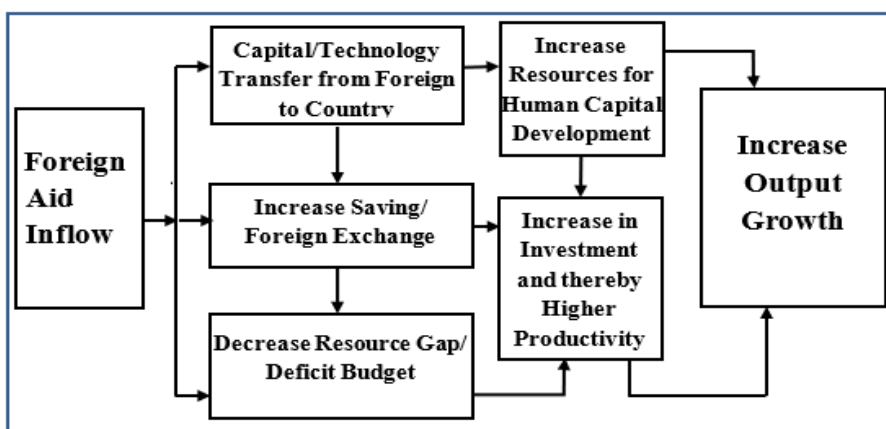 Foreign
Aid
Inflow
Capital/Technology
Transfer from Foreign
to Country
Increase Saving/
Foreign Exchange
Decrease Resource Gap/
Deficit Budget
Increase
Resources for
Human Capital
Development
Increase in
Investment
and thereby
Higher
Productivity
Increase
Output
Growth